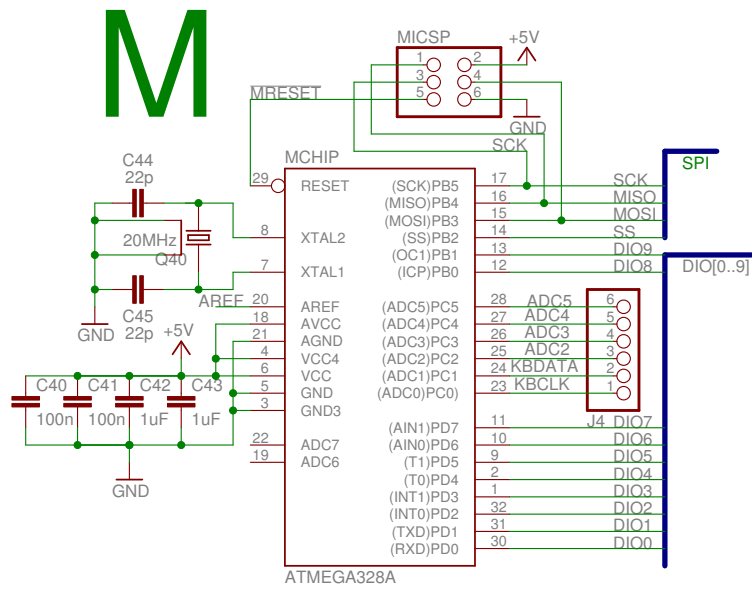 M
MICSP
+5V
1 2
3 4
5 6
MRESET
GND
SCK
MCHIP
C44
22p
20MHz
Q40
C45
22p
GND
AREF
+5V
C40 C41 C42 C43
100n 100n 1uF 1uF
GND
29 RESET (SCK)PB5 17 SCK
(MISO)PB4 16 MISO
(MOSI)PB3 15 MOSI
8 XTAL2 (SS)PB2 14 SS
(OC1)PB1 13 DIO9
7 XTAL1 (ICP)PB0 12 DIO8
20 AREF (ADC5)PC5 28 ADC5 6
18 AVCC (ADC4)PC4 27 ADC4 5
21 AGND (ADC3)PC3 26 ADC3 4
4 VCC4 (ADC2)PC2 25 ADC2 3
6 VCC (ADC1)PC1 24 KBDATA 2
5 GND (ADC0)PC0 23 KBCLK 1
3 GND3
J4
(AIN1)PD7 11 DIO7
22 ADC7 (AIN0)PD6 10 DIO6
19 ADC6 (T1)PD5 9 DIO5
(T0)PD4 2 DIO4
(INT1)PD3 1 DIO3
(INT0)PD2 32 DIO2
(TXD)PD1 31 DIO1
(RXD)PD0 30 DIO0
ATMEGA328A
SPI
DIO[0..9]